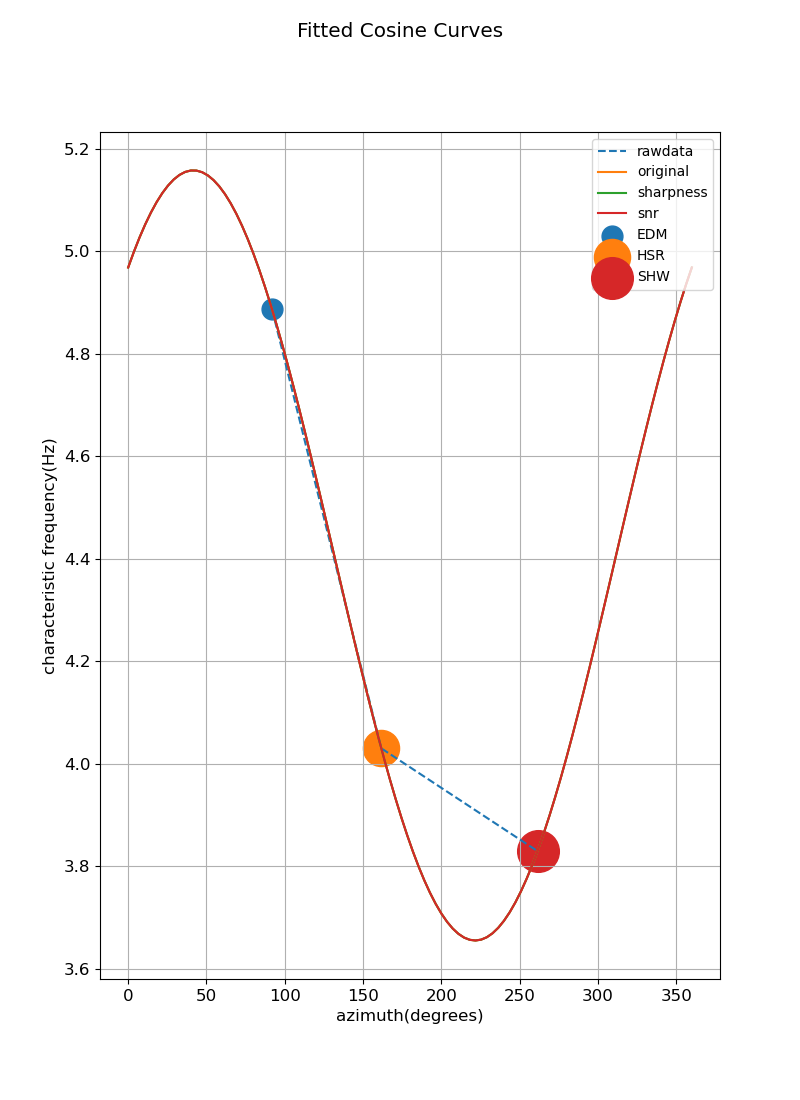 Fitted Cosine Curves
5.2
5.0
4.8
4.6
4.4
4.2
4.0
3.8
3.6
characteristic frequency(Hz)
rawdata
original
sharpness
snr
EDM
HSR
SHW
0 50 100 150 200 250 300 350
azimuth(degrees)